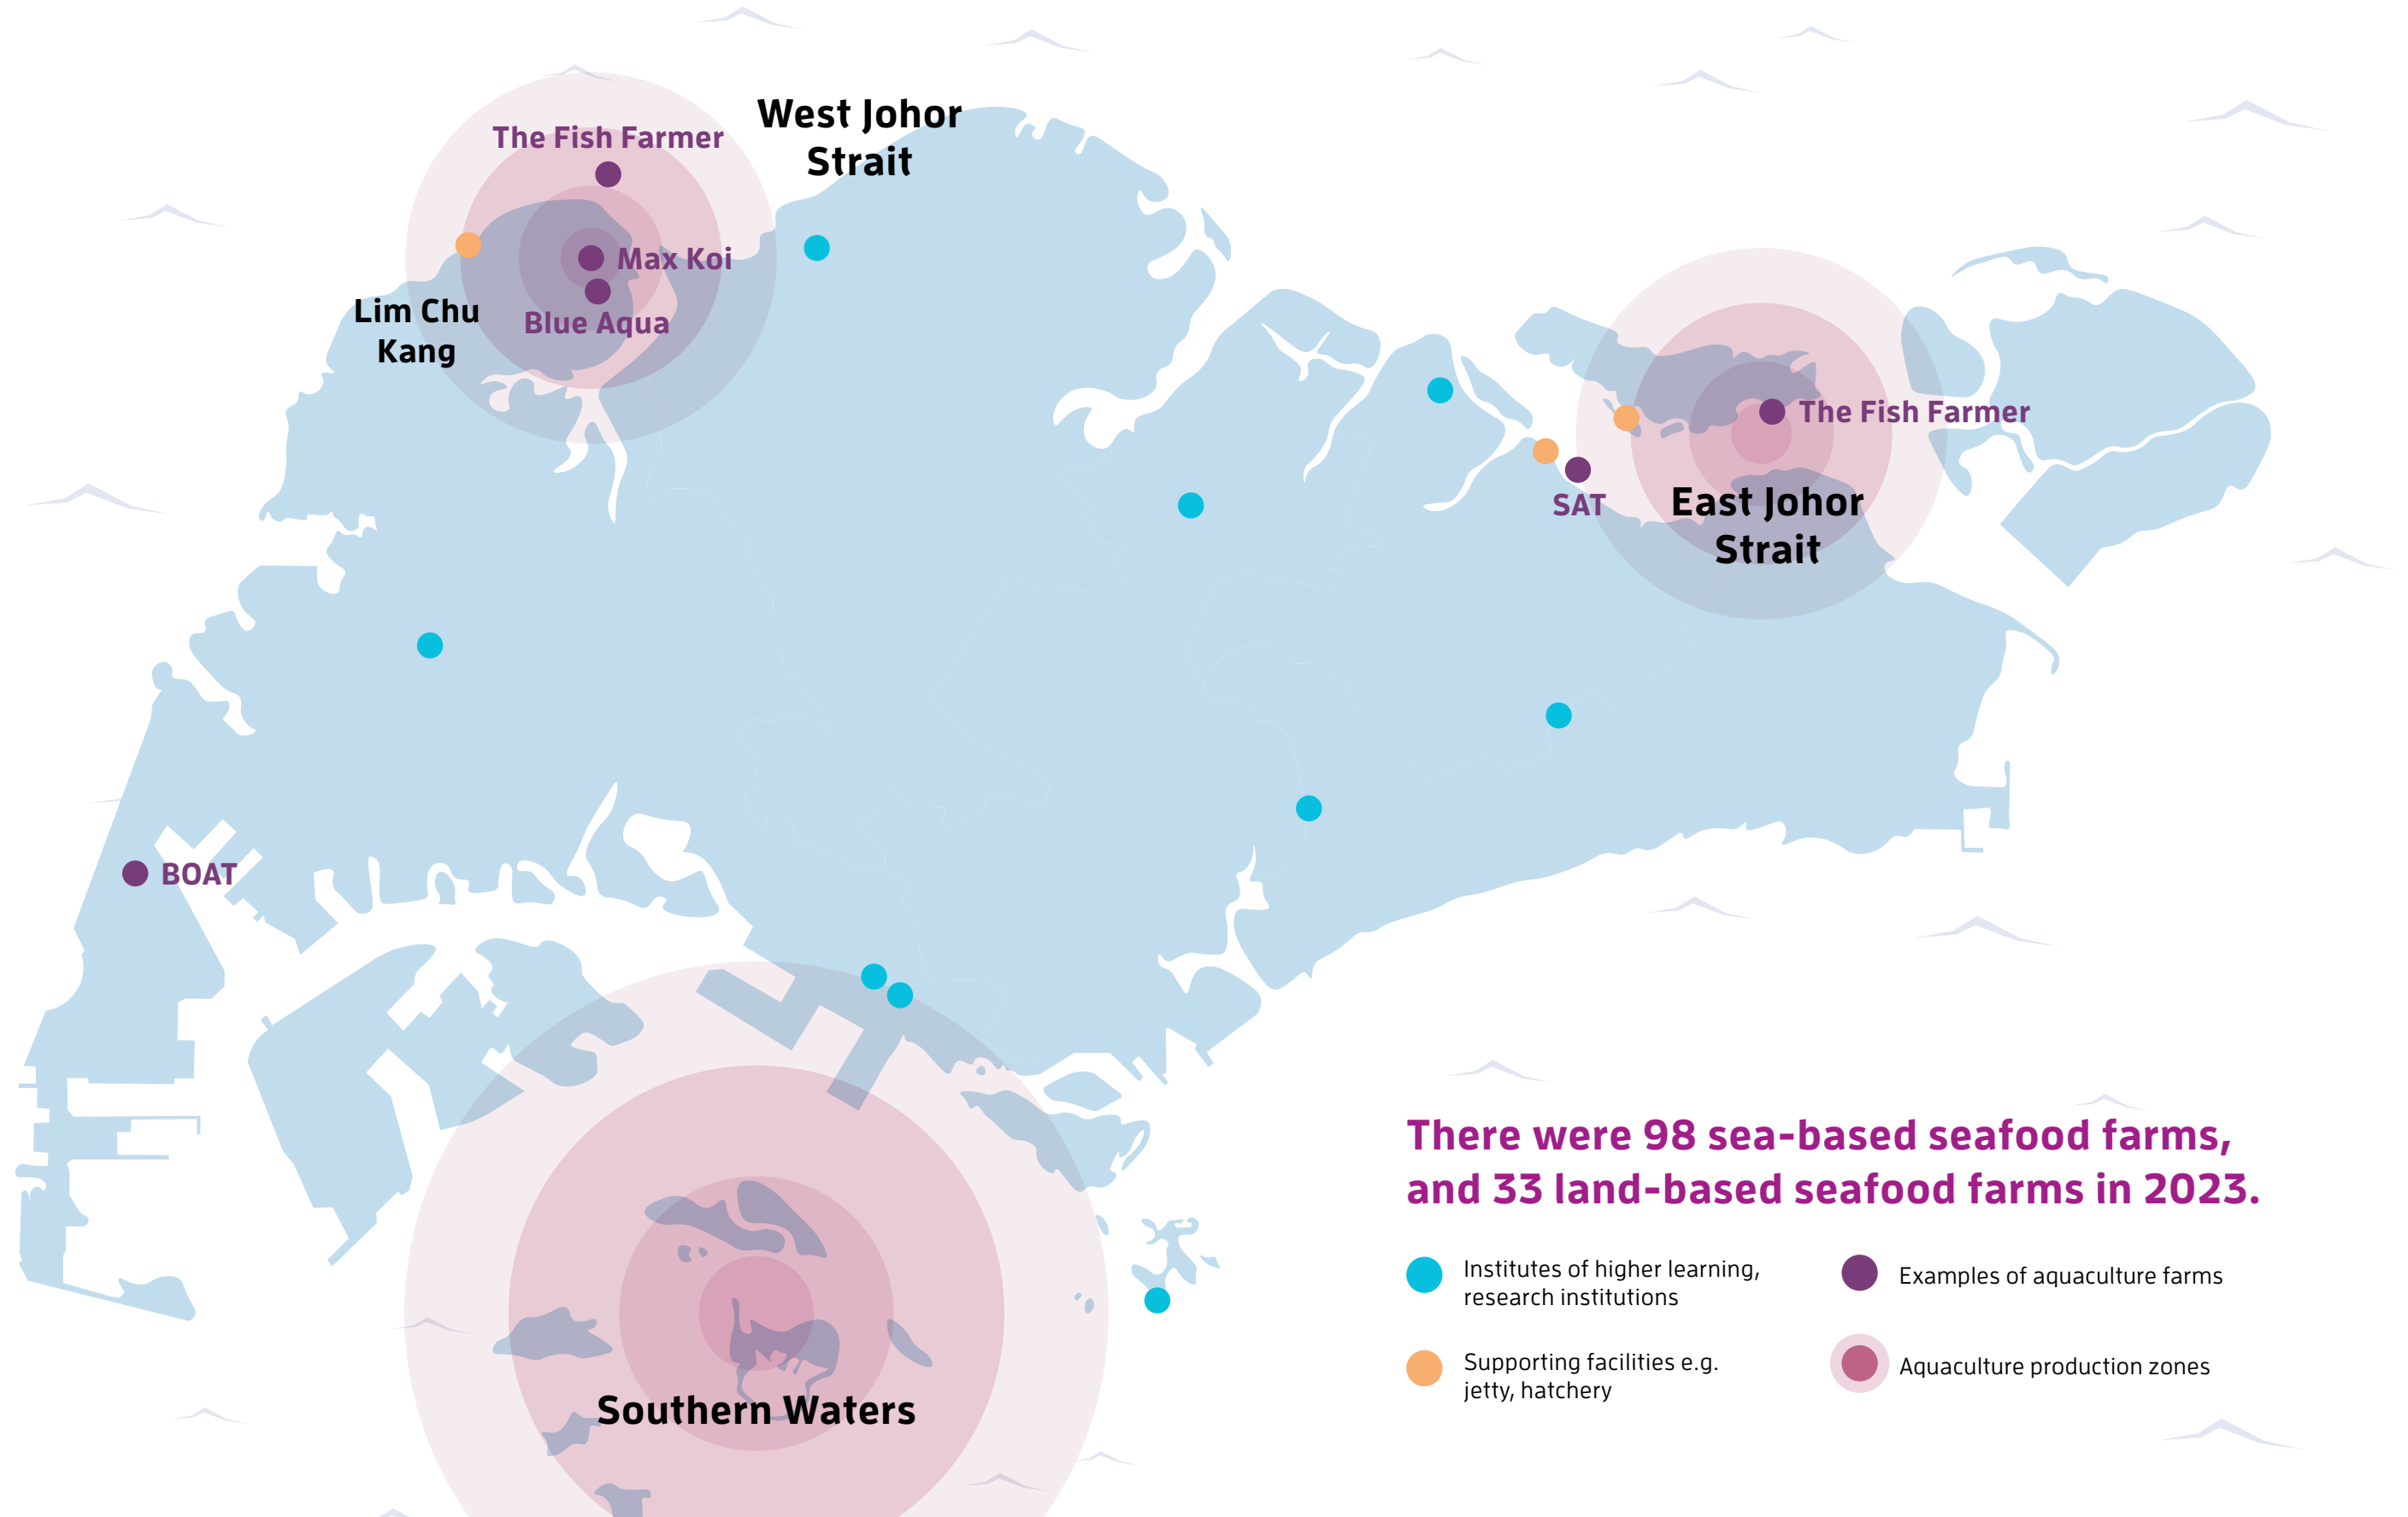 West Johor
Strait
The Fish Farmer
Max Koi
Blue Aqua
Lim Chu
Kang
The Fish Farmer
SAT
East Johor
Strait
BOAT
Southern Waters
There were 98 sea-based seafood farms,
and 33 land-based seafood farms in 2023.
Institutes of higher learning,
research institutions
Examples of aquaculture farms
Supporting facilities e.g.
jetty, hatchery
Aquaculture production zones